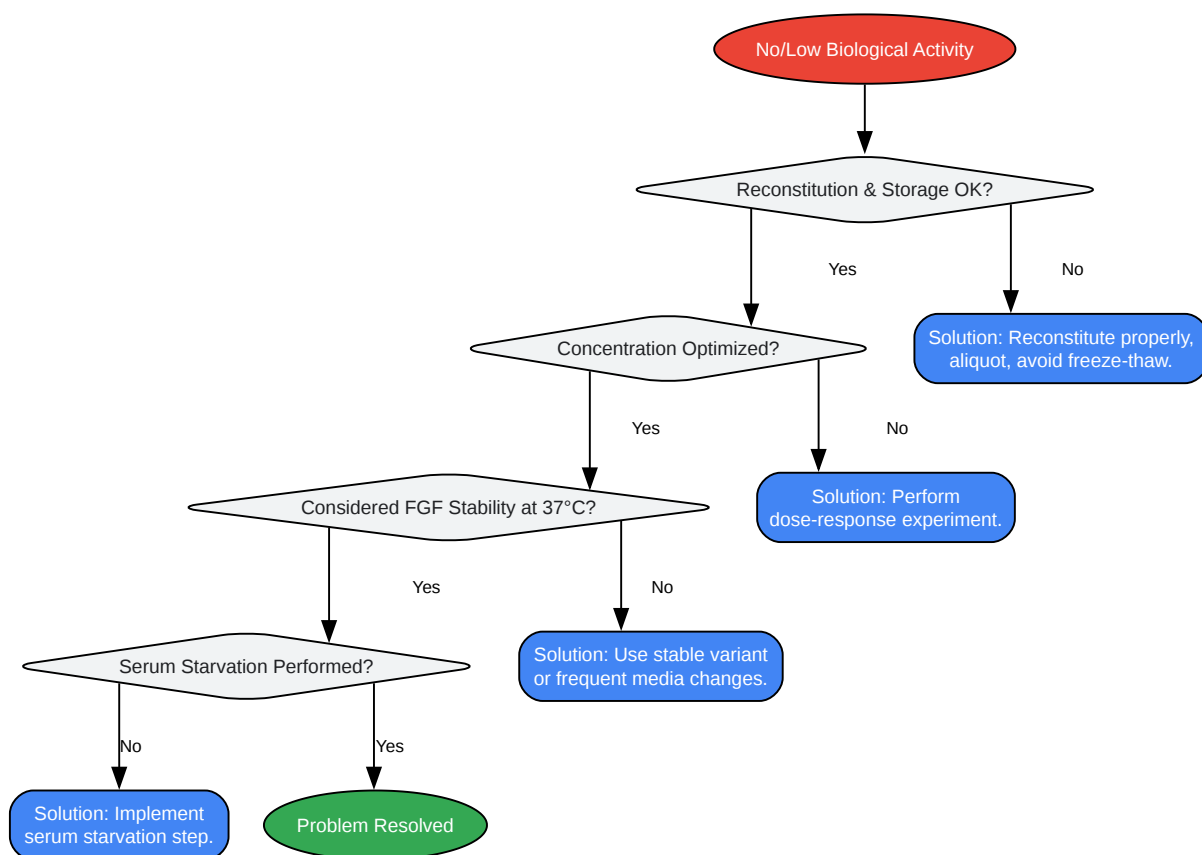 No/Low Biological Activity
Reconstitution & Storage OK?
Yes
No
Solution: Reconstitute properly,
aliquot, avoid freeze-thaw.
Concentration Optimized?
Yes
No
Solution: Perform
dose-response experiment.
Considered FGF Stability at 37°C?
Yes
No
Solution: Use stable variant
or frequent media changes.
Serum Starvation Performed?
No
Yes
Solution: Implement
serum starvation step.
Problem Resolved